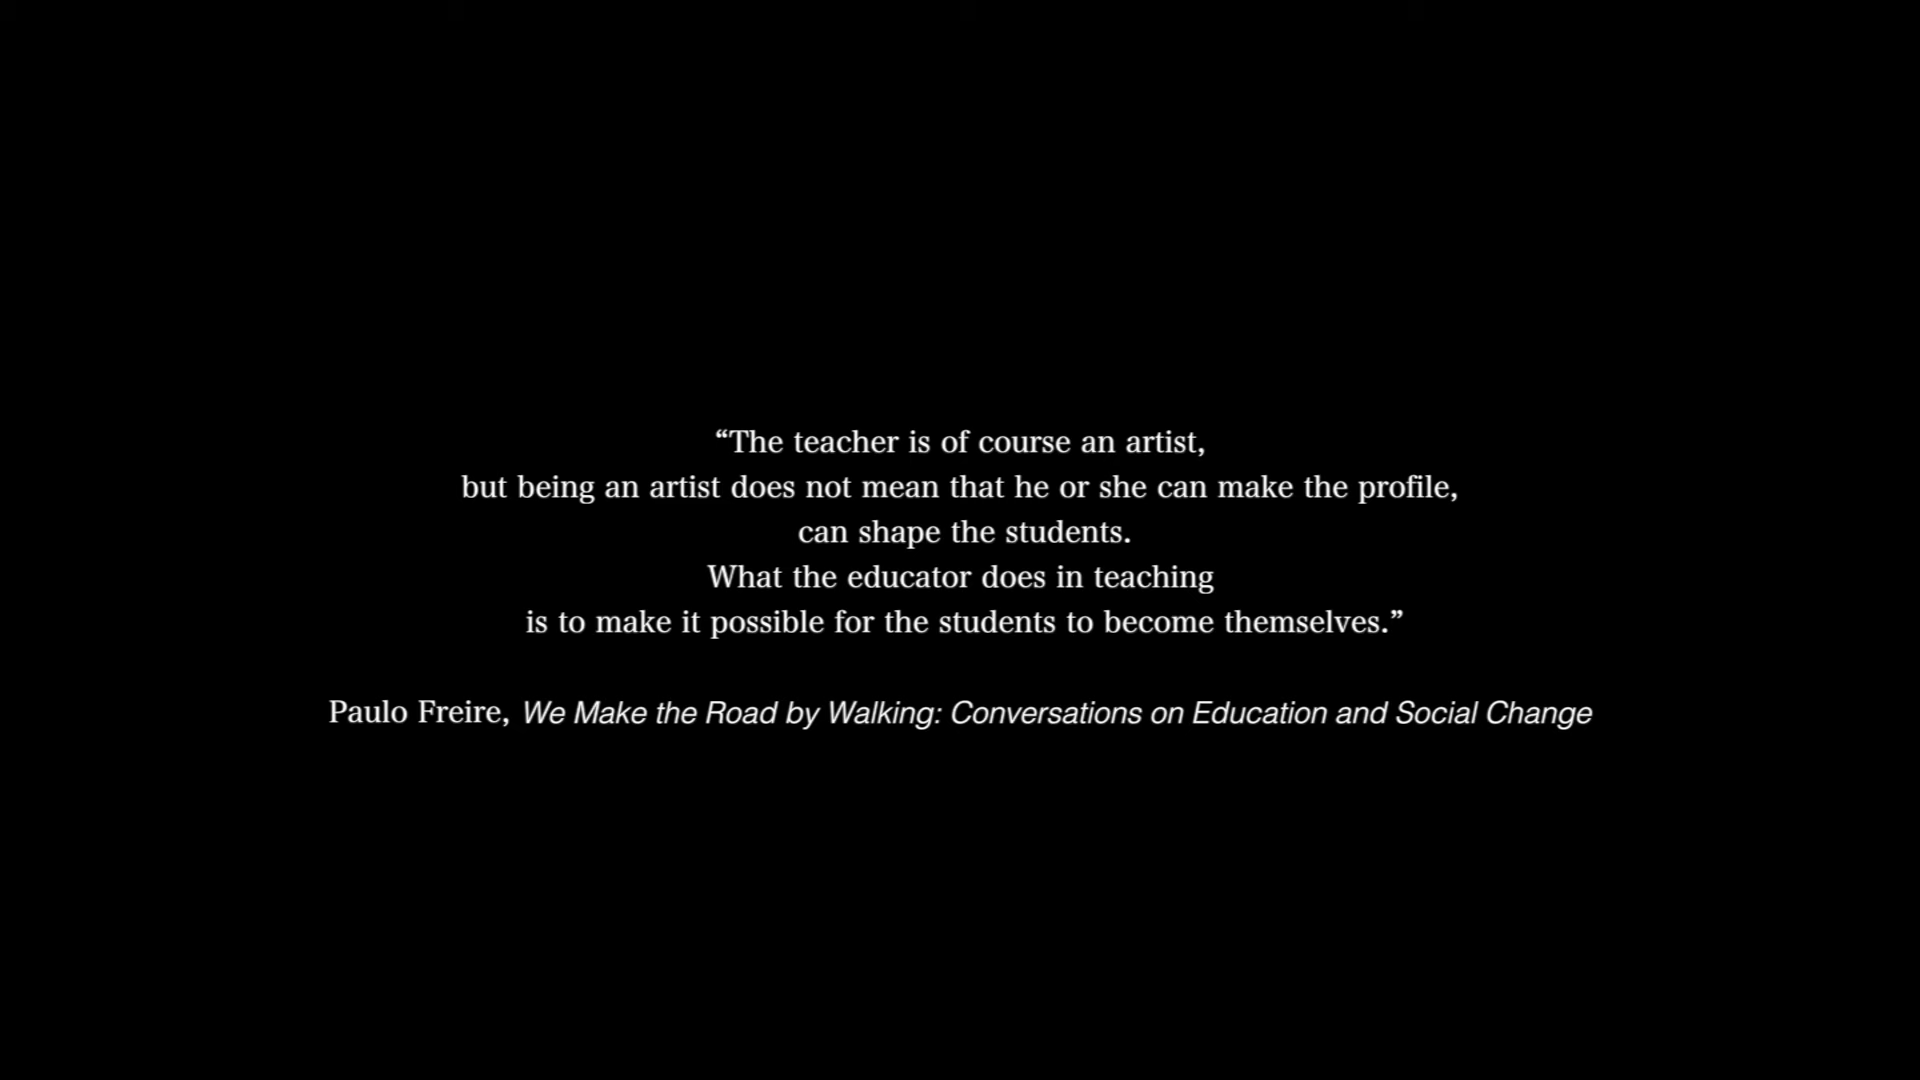 “The teacher is of course an artist,
but being an artist does not mean that he or she can make the profile,
can shape the students.
What the educator does in teaching
is to make it possible for the students to become themselves.”
Paulo Freire, We Make the Road by Walking: Conversations on Education and Social Change